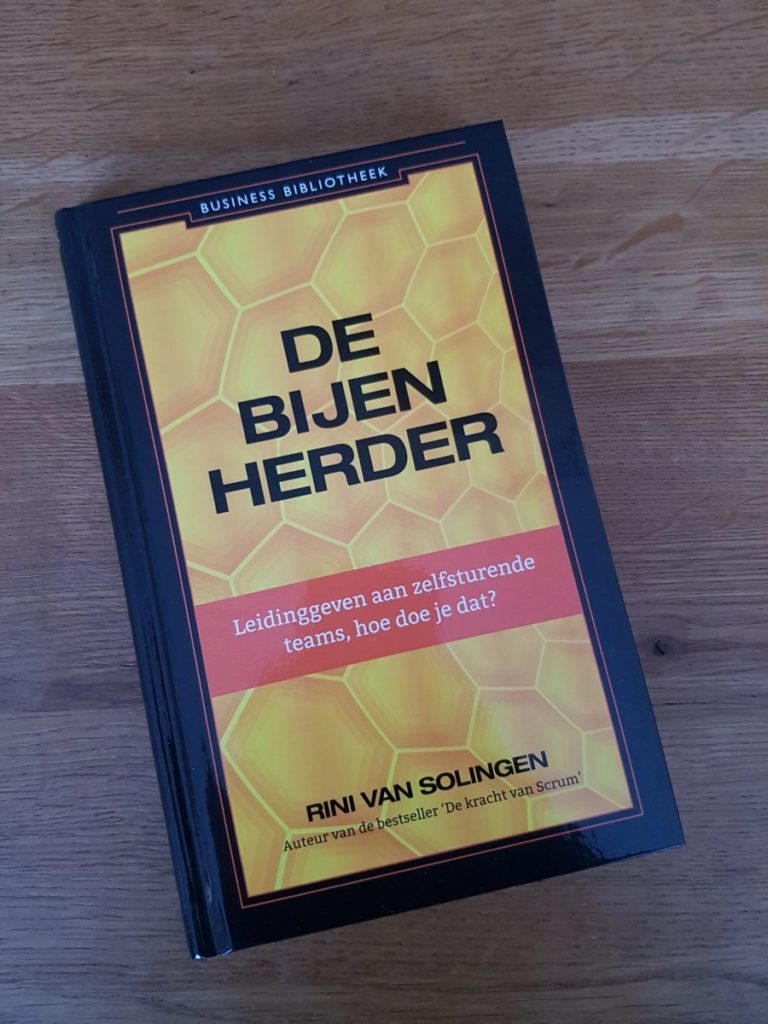 BUSINESS BIBLIOTHEEK
DE
BIJEN
HERDER
Leidinggeven aan zelfsturende
teams, hoe doe je dat?
RINI VAN SOLINGEN
Auteur van de bestseller ‘De kracht van Scrum’